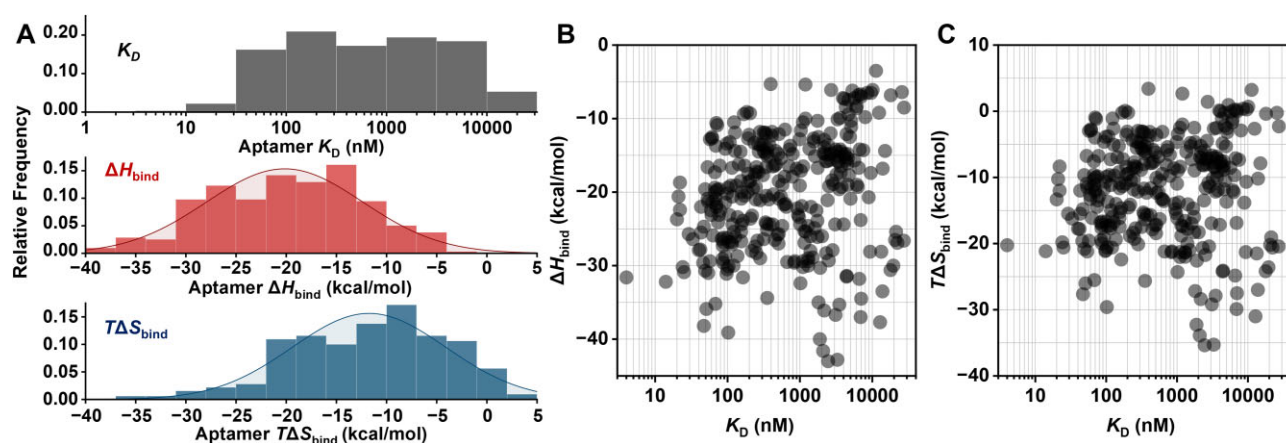 A
Relative Frequency
K_D
0.20
0.10
0.00
1 10 100 1000 10000
Aptamer K_D (nM)
ΔH_bind
0.15
0.10
0.05
0.00
−40 −35 −30 −25 −20 −15 −10 −5 0 5
Aptamer ΔH_bind (kcal/mol)
TΔS_bind
0.15
0.10
0.05
0.00
−40 −35 −30 −25 −20 −15 −10 −5 0 5
Aptamer TΔS_bind (kcal/mol)
B
ΔH_bind (kcal/mol)
0
−10
−20
−30
−40
10 100 1000 10000
K_D (nM)
C
TΔS_bind (kcal/mol)
10
0
−10
−20
−30
−40
10 100 1000 10000
K_D (nM)